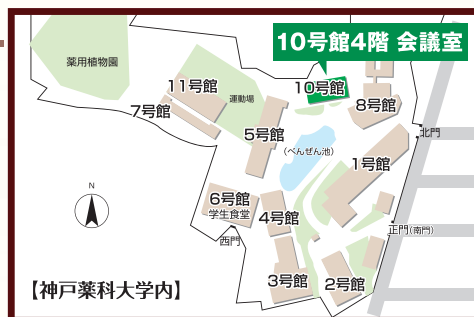 10号館4階 会議室
薬用植物園
11号館
運動場
10号館
7号館
8号館
5号館
北門
(べんぜん池)
1号館
N
6号館
学生食堂
4号館
西門
正門(南門)
3号館
2号館
【神戸薬科大学内】